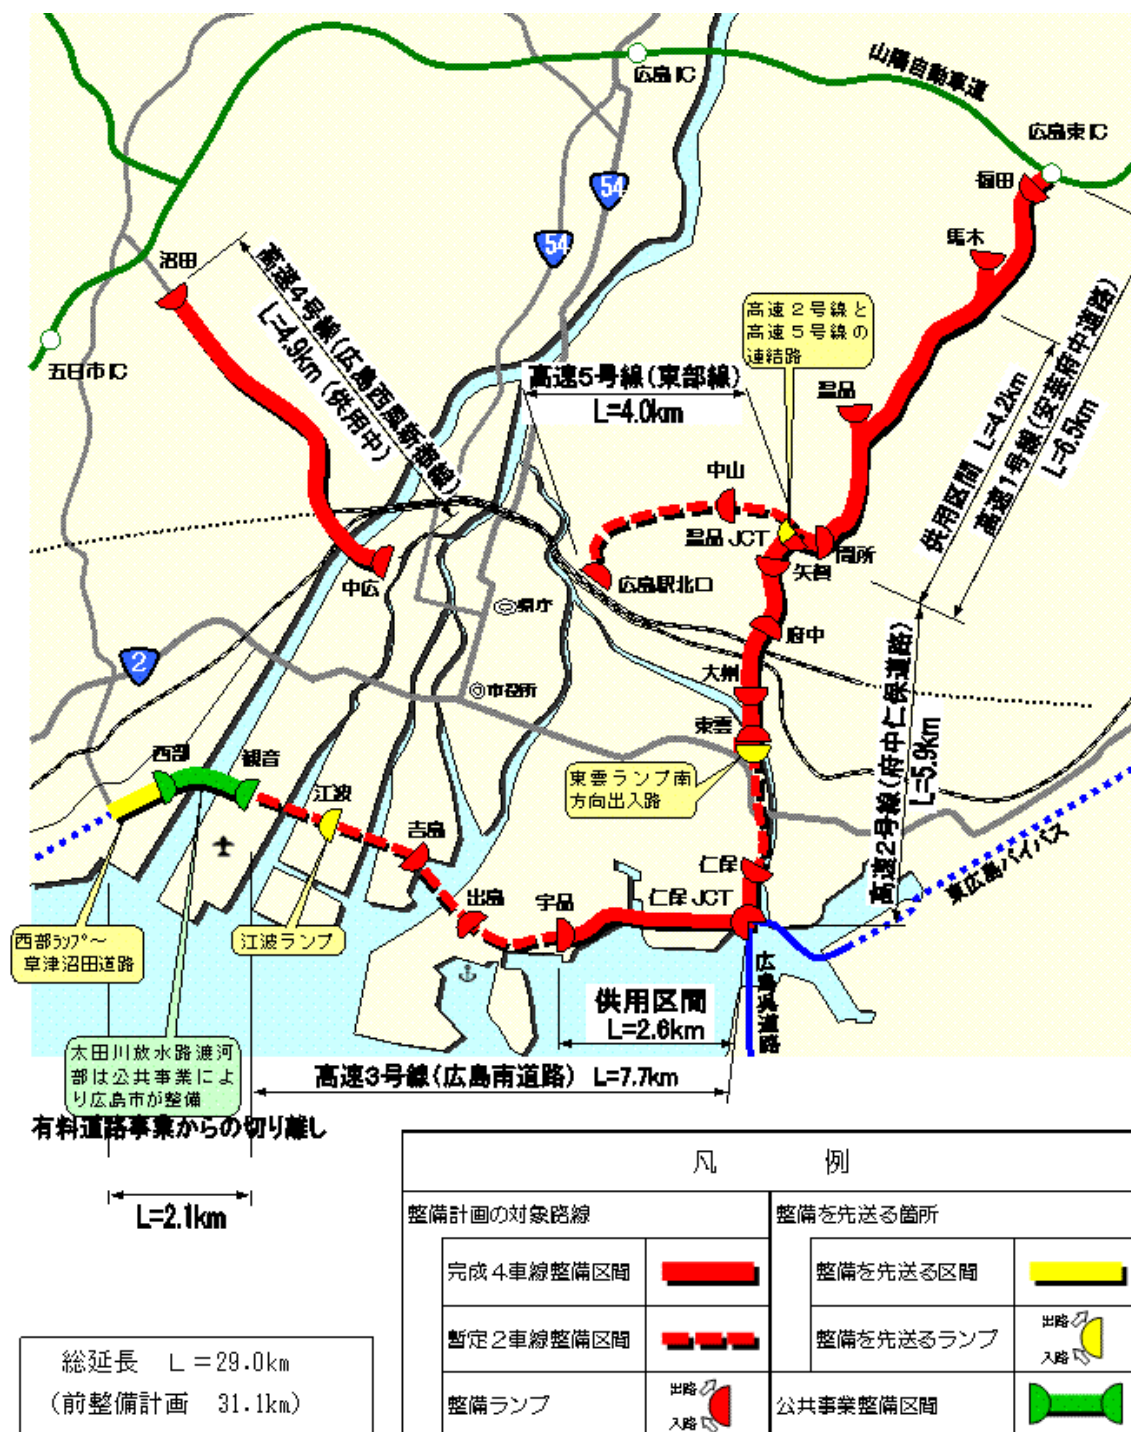 広島IC
山陽自動車道
広島東IC
福田
馬木
54
54
沼田
高速4号線(広島西風新都線)
L=4.9km(供用中)
五日市IC
高速2号線と
高速5号線の
連結路
高速5号線(東部線)
L=4.0km
温品
供用区間 L=4.2km
高速1号線(安芸府中道路)
L=6.5km
中山
温品JCT
間所
矢賀
広島駅北口
中広
県庁
府中
2
市役所
大州
東雲
高速2号線(府中仁保道路)
L=5.9km
西部
観音
江波
東雲ランプ南
方向出入路
吉島
仁保
東広島バイパス
出島
宇品
仁保JCT
西部ランプ~
草津沼田道路
江波ランプ
広島呉道路
供用区間
L=2.6km
太田川放水路渡河
部は公共事業によ
り広島市が整備
高速3号線(広島南道路) L=7.7km
有料道路事業からの切り離し
L=2.1km
凡 例
整備計画の対象路線
整備を先送る箇所
完成4車線整備区間
整備を先送る区間
暫定2車線整備区間
整備を先送るランプ
出路
入路
整備ランプ
出路
入路
公共事業整備区間
総延長 L=29.0km
(前整備計画 31.1km)